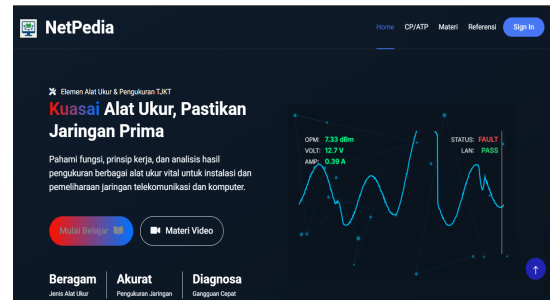 NetPedia
Home CP/ATP Materi Referensi Sign In
Elemen Alat Ukur & Pengukuran TJKT
Kuasai Alat Ukur, Pastikan
Jaringan Prima
Pahami fungsi, prinsip kerja, dan analisis hasil
pengukuran berbagai alat ukur vital untuk instalasi dan
pemeliharaan jaringan telekomunikasi dan komputer.
Mulai Belajar
Materi Video
Beragam
Jenis Alat Ukur
Akurat
Pengukuran Jaringan
Diagnosa
Gangguan Cepat
OPM: 7.33 dBm
VOLT: 12.7 V
AMP: 0.39 A
STATUS: FAULT
LAN: PASS